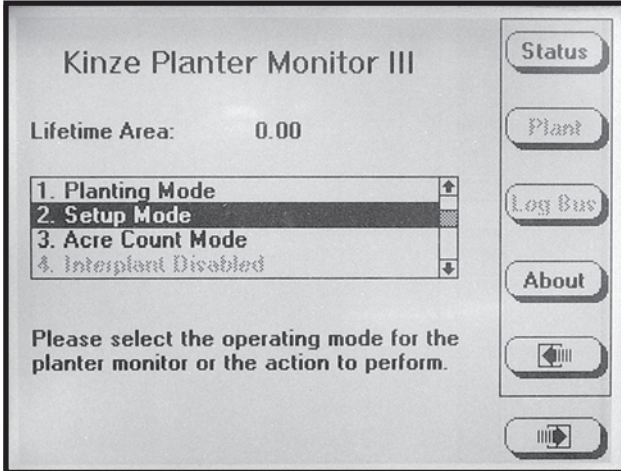 Kinze Planter Monitor III
Lifetime Area: 0.00
1. Planting Mode
2. Setup Mode
3. Acre Count Mode
4. Interplant Disabled
Please select the operating mode for the
planter monitor or the action to perform.
Status
Plant
Log Bus
About